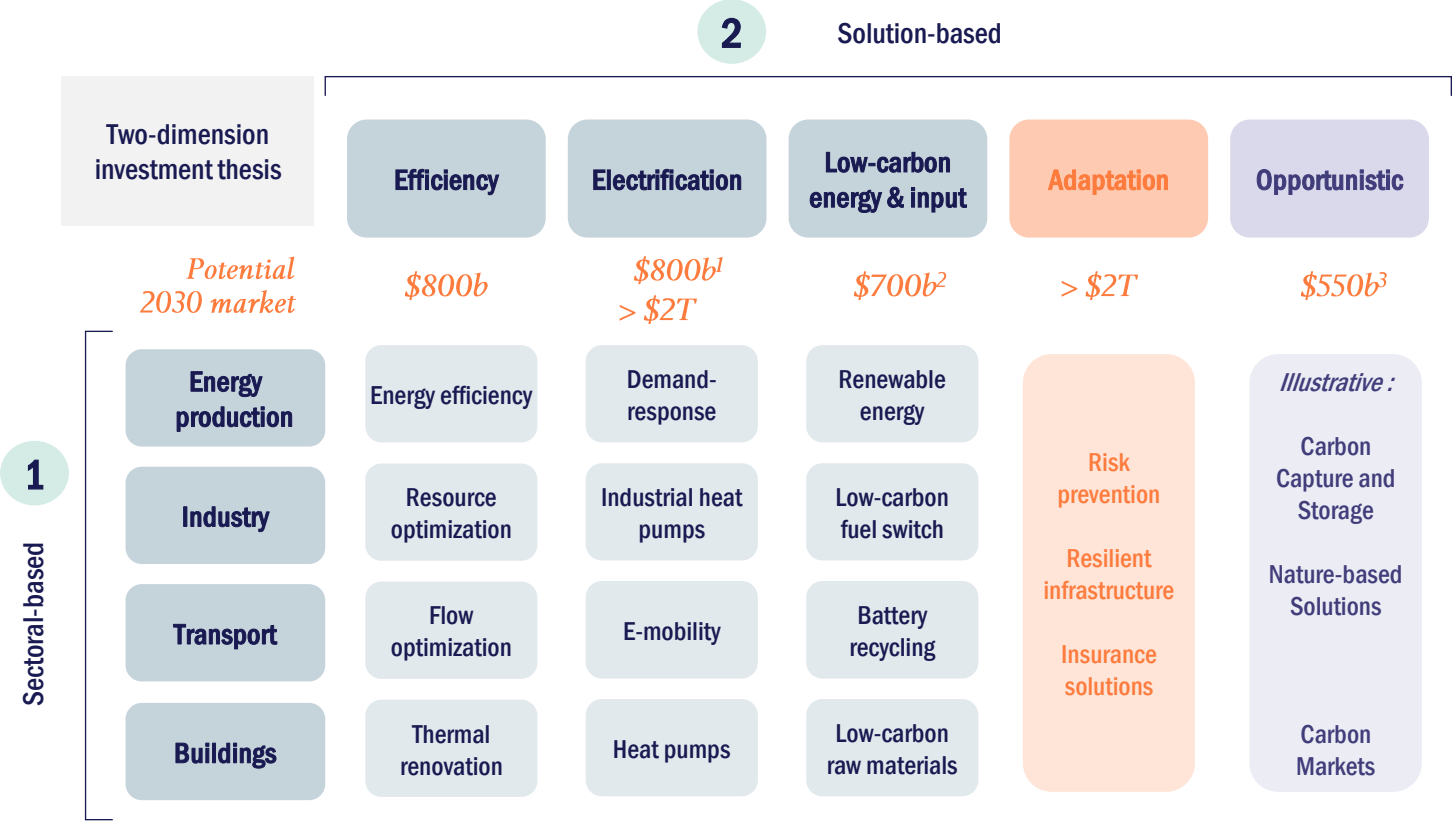 2
Solution-based
Two-dimension
investment thesis
Efficiency
Electrification
Low-carbon
energy & input
Adaptation
Opportunistic
Potential
2030 market
$800b
$800b1
> $2T
$700b2
> $2T
$550b3
1
Sectoral-based
Energy
production
Energy efficiency
Demand-
response
Renewable
energy
Industry
Resource
optimization
Industrial heat
pumps
Low-carbon
fuel switch
Transport
Flow
optimization
E-mobility
Battery
recycling
Buildings
Thermal
renovation
Heat pumps
Low-carbon
raw materials
Risk
prevention
Resilient
infrastructure
Insurance
solutions
Illustrative :
Carbon
Capture and
Storage
Nature-based
Solutions
Carbon
Markets